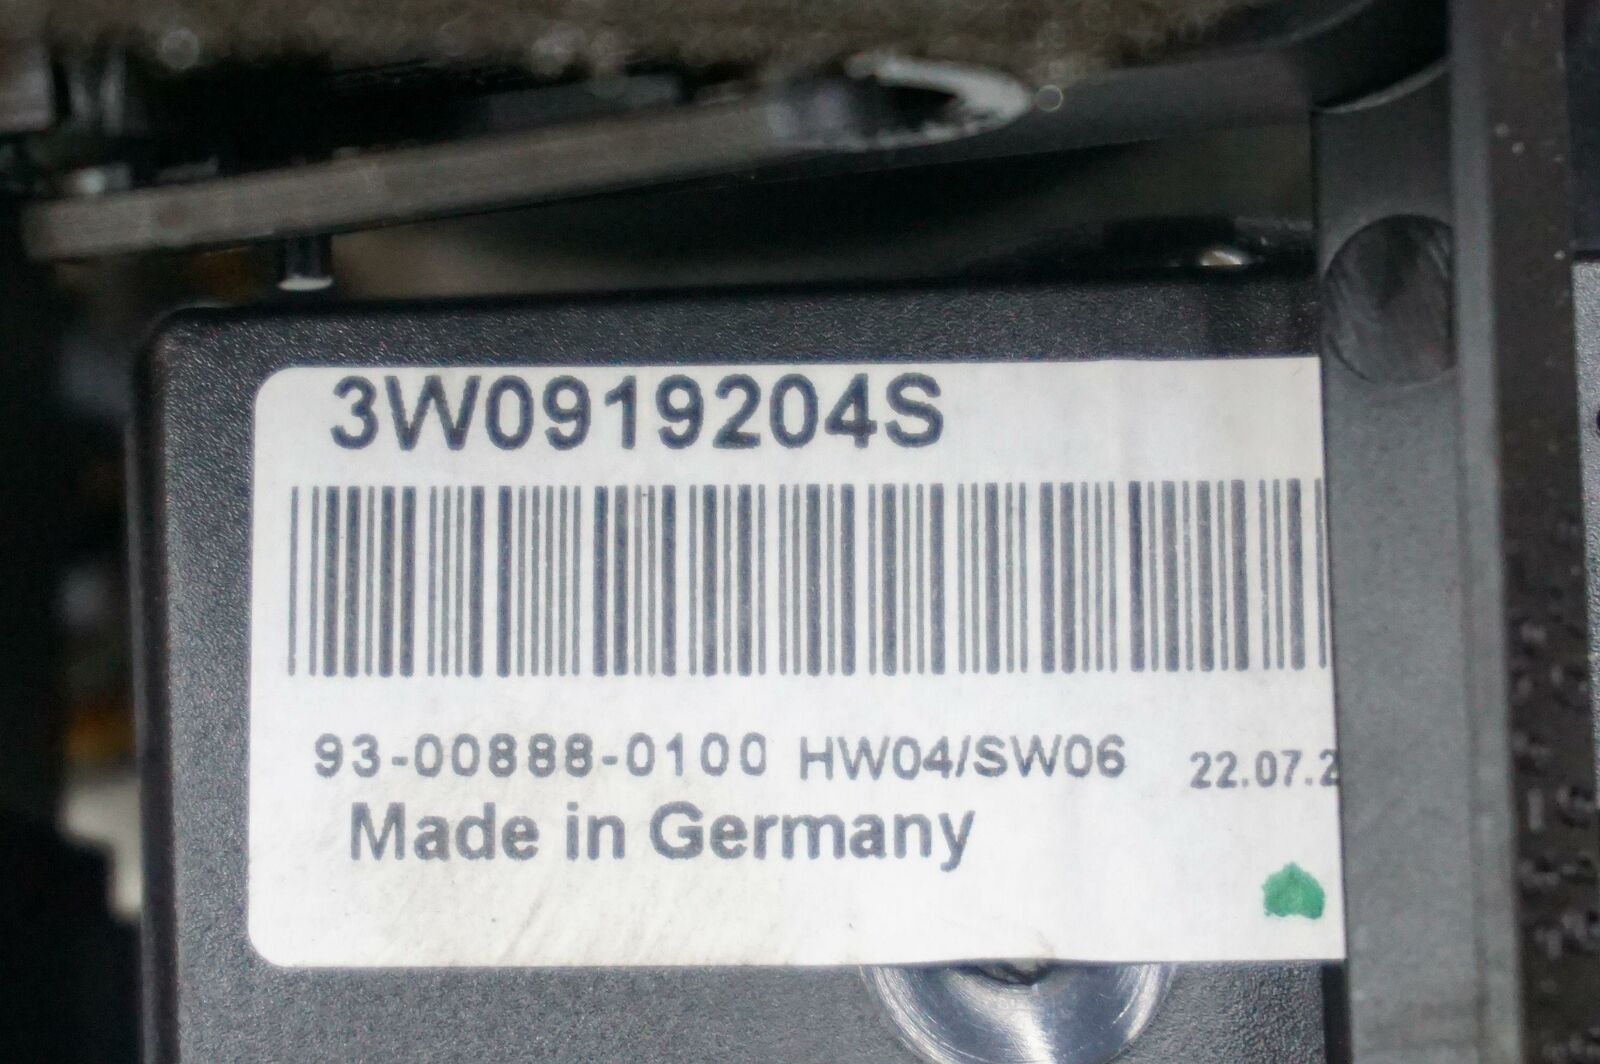 3W0919204S
93-00888-0100 HW04/SW06 22.07.2
Made in Germany